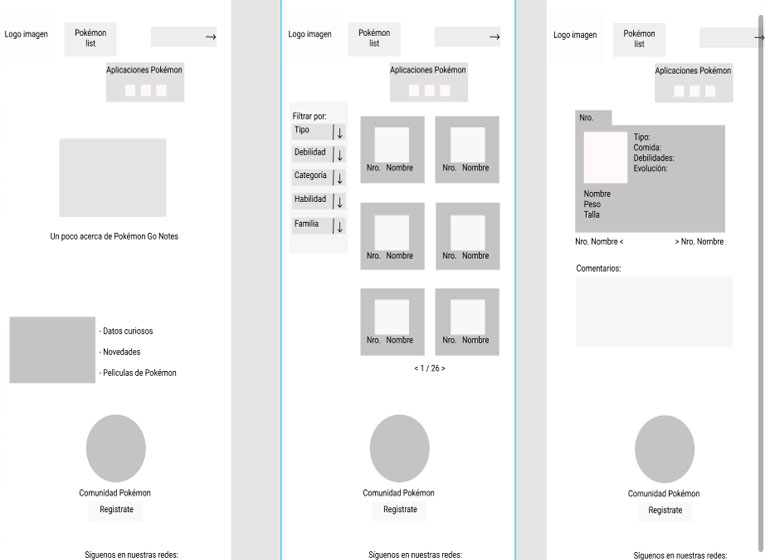 Logo imagen
Pokémon
list
→
Aplicaciones Pokémon
Un poco acerca de Pokémon Go Notes
- Datos curiosos
- Novedades
- Peliculas de Pokémon
Comunidad Pokémon
Registrate
Síguenos en nuestras redes:
Logo imagen
Pokémon
list
→
Aplicaciones Pokémon
Filtrar por:
Tipo ↓
Debilidad ↓
Categoría ↓
Habilidad ↓
Familia ↓
Nro. Nombre
Nro. Nombre
Nro. Nombre
Nro. Nombre
Nro. Nombre
Nro. Nombre
< 1 / 26 >
Comunidad Pokémon
Registrate
Síguenos en nuestras redes:
Logo imagen
Pokémon
list
→
Aplicaciones Pokémon
Nro.
Tipo:
Comida:
Debilidades:
Evolución:
Nombre
Peso
Talla
Nro. Nombre <
> Nro. Nombre
Comentarios:
Comunidad Pokémon
Registrate
Síguenos en nuestras redes: